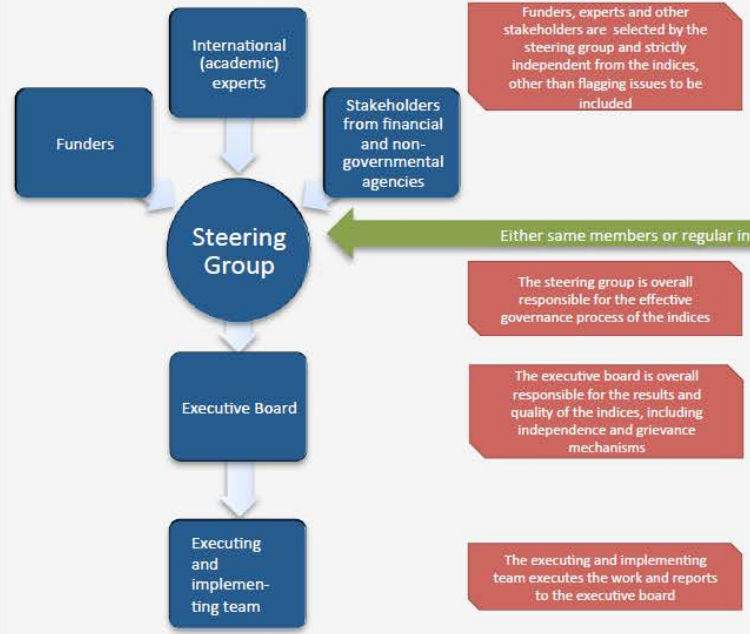 International
(academic)
experts
Funders, experts and other
stakeholders are selected by the
steering group and strictly
independent from the indices,
other than flagging issues to be
included
Funders
Stakeholders
from financial
and non-
governmental
agencies
Steering
Group
Either same members or regular in
The steering group is overall
responsible for the effective
governance process of the indices
Executive Board
The executive board is overall
responsible for the results and
quality of the indices, including
independence and grievance
mechanisms
Executing
and
implemen-
ting team
The executing and implementing
team executes the work and reports
to the executive board